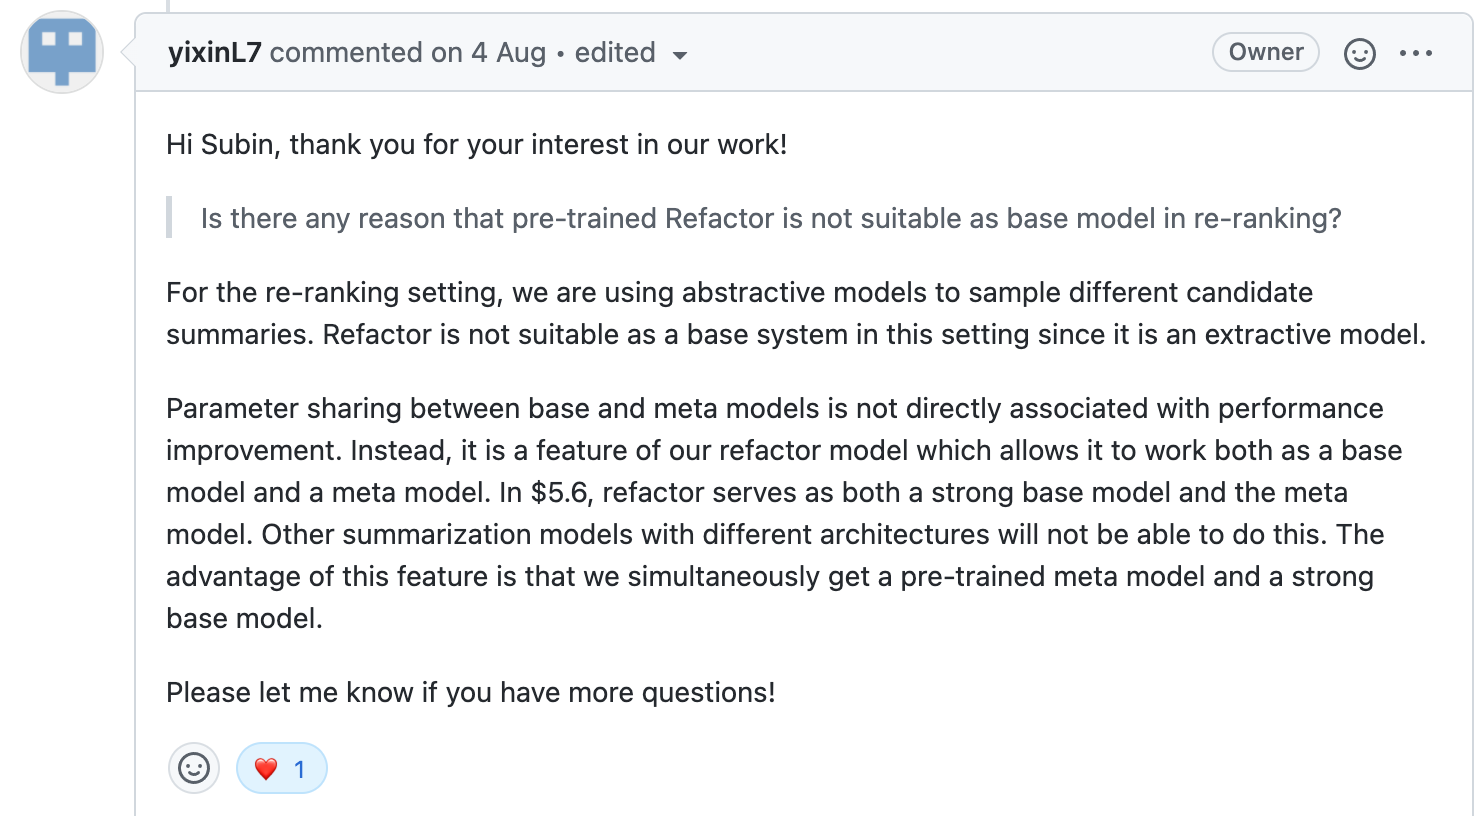 yixinL7 commented on 4 Aug • edited
Owner
Hi Subin, thank you for your interest in our work!
Is there any reason that pre-trained Refactor is not suitable as base model in re-ranking?
For the re-ranking setting, we are using abstractive models to sample different candidate
summaries. Refactor is not suitable as a base system in this setting since it is an extractive model.
Parameter sharing between base and meta models is not directly associated with performance
improvement. Instead, it is a feature of our refactor model which allows it to work both as a base
model and a meta model. In $5.6, refactor serves as both a strong base model and the meta
model. Other summarization models with different architectures will not be able to do this. The
advantage of this feature is that we simultaneously get a pre-trained meta model and a strong
base model.
Please let me know if you have more questions!
1